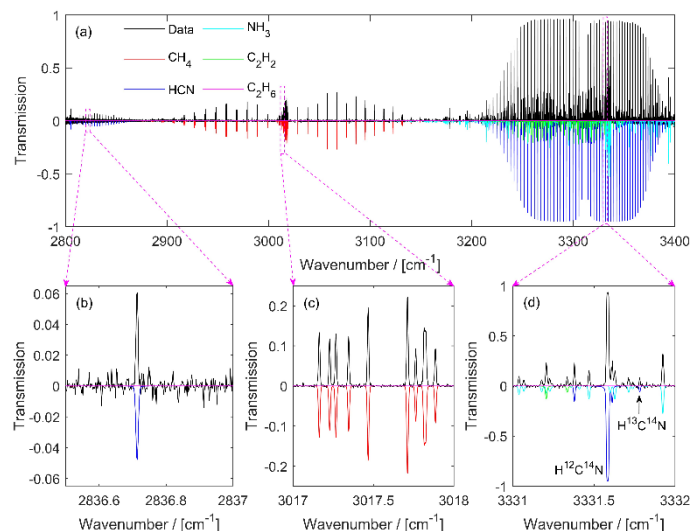 (a)
Data
CH4
HCN
NH3
C2H2
C2H6
Transmission
1
0.5
0
-0.5
-1
2800
2900
3000
3100
3200
3300
3400
Wavenumber / [cm-1]
(b)
Transmission
0.06
0.04
0.02
0
-0.02
-0.04
-0.06
2836.6
2836.8
2837
Wavenumber / [cm-1]
(c)
Transmission
0.2
0.1
0
-0.1
-0.2
3017
3017.5
3018
Wavenumber / [cm-1]
(d)
Transmission
1
0.5
0
-0.5
-1
H13C14N
H12C14N
3331
3331.5
3332
Wavenumber / [cm-1]